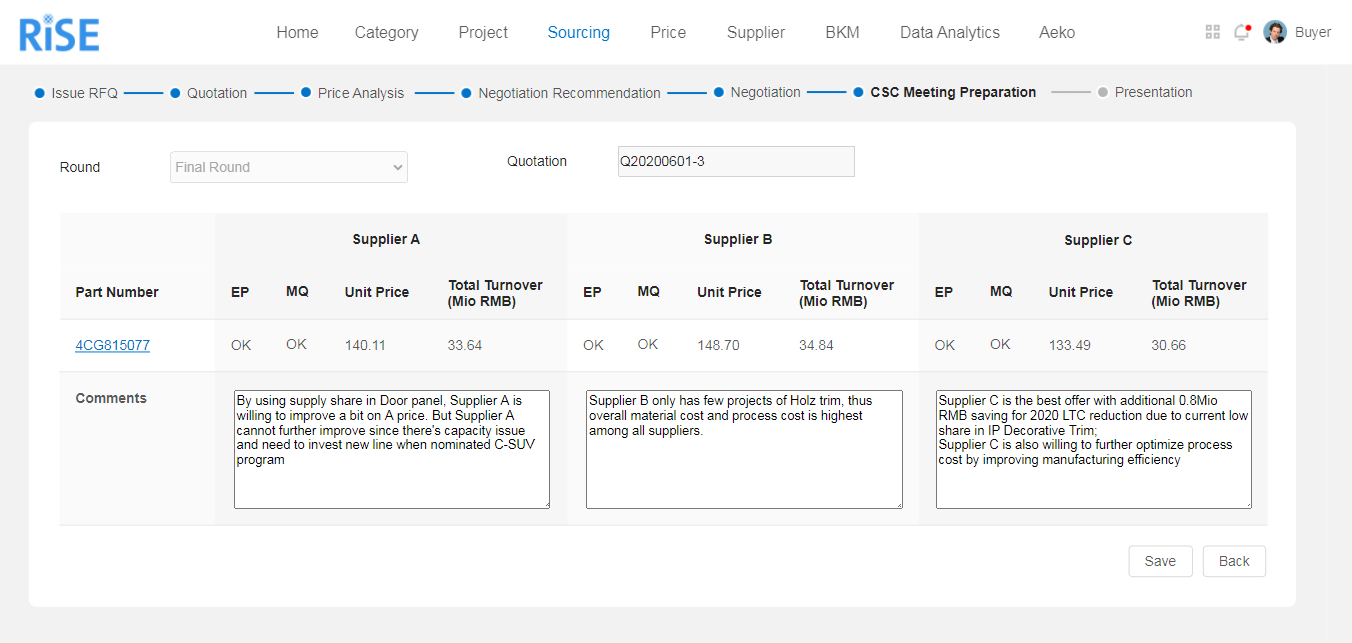 RiSE
Home Category Project Sourcing Price Supplier BKM Data Analytics Aeko Buyer
Issue RFQ Quotation Price Analysis Negotiation Recommendation Negotiation CSC Meeting Preparation Presentation
Round Final Round Quotation Q20200601-3
Supplier A Supplier B Supplier C
Part Number EP MQ Unit Price Total Turnover (Mio RMB) EP MQ Unit Price Total Turnover (Mio RMB) EP MQ Unit Price Total Turnover (Mio RMB)
4CG815077 OK OK 140.11 33.64 OK OK 148.70 34.84 OK OK 133.49 30.66
Comments
By using supply share in Door panel, Supplier A is
willing to improve a bit on A price. But Supplier A
cannot further improve since there's capacity issue
and need to invest new line when nominated C-SUV
program
Supplier B only has few projects of Holz trim, thus
overall material cost and process cost is highest
among all suppliers.
Supplier C is the best offer with additional 0.8Mio
RMB saving for 2020 LTC reduction due to current low
share in IP Decorative Trim;
Supplier C is also willing to further optimize process
cost by improving manufacturing efficiency
Save Back